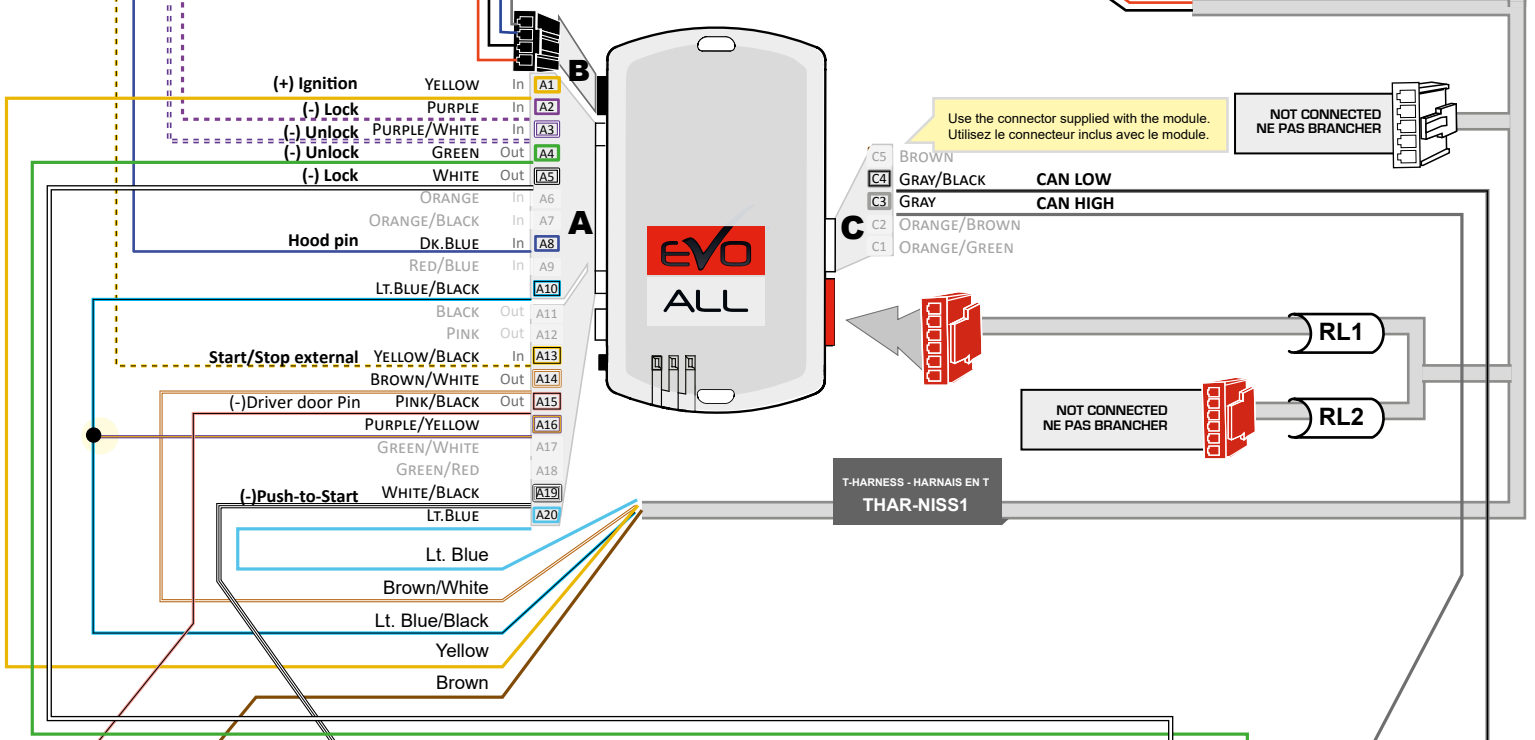 B
(+) Ignition YELLOW In A1
(-) Lock PURPLE In A2
(-) Unlock PURPLE/WHITE In A3
(-) Unlock GREEN Out A4
(-) Lock WHITE Out A5
ORANGE In A6
ORANGE/BLACK In A7
A
Hood pin DK.BLUE In A8
RED/BLUE In A9
LT.BLUE/BLACK A10
BLACK Out A11
PINK Out A12
Start/Stop external YELLOW/BLACK In A13
BROWN/WHITE Out A14
(-)Driver door Pin PINK/BLACK Out A15
PURPLE/YELLOW A16
GREEN/WHITE A17
GREEN/RED A18
(-)Push-to-Start WHITE/BLACK A19
LT.BLUE A20
Lt. Blue
Brown/White
Lt. Blue/Black
Yellow
Brown
EVO
ALL
Use the connector supplied with the module.
Utilisez le connecteur inclus avec le module.
NOT CONNECTED
NE PAS BRANCHER
C
C5 BROWN
C4 GRAY/BLACK CAN LOW
C3 GRAY CAN HIGH
C2 ORANGE/BROWN
C1 ORANGE/GREEN
RL1
NOT CONNECTED
NE PAS BRANCHER
RL2
T-HARNESS - HARNAIS EN T
THAR-NISS1